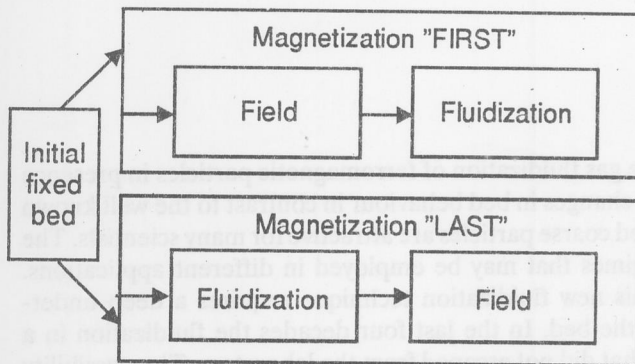 Magnetization "FIRST"
Field
Fluidization
Initial
fixed
bed
Magnetization "LAST"
Fluidization
Field